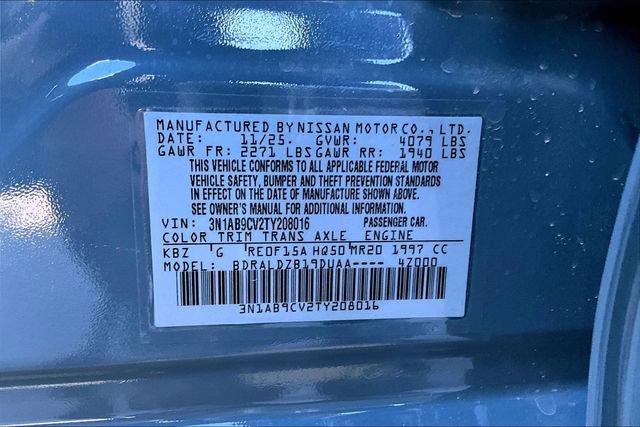 MANUFACTURED BY NISSAN MOTOR CO., LTD.
DATE: 11/25. GVWR: 4079 LBS
GAWR FR: 2271 LBS GAWR RR: 1940 LBS
THIS VEHICLE CONFORMS TO ALL APPLICABLE FEDERAL MOTOR
VEHICLE SAFETY, BUMPER AND THEFT PREVENTION STANDARDS
IN EFFECT ON THE DATE OF MANUFACTURE SHOWN ABOVE.
SEE OWNER'S MANUAL FOR ADDITIONAL INFORMATION.
VIN: 3N1AB9CV2TY208016 PASSENGER CAR.
COLOR TRIM TRANS AXLE ENGINE
KBZ G RE0F15A HQ50 MR20 1997 CC
MODEL: BDRALDZB19DUAA---- 4Z000
3N1AB9CV2TY208016